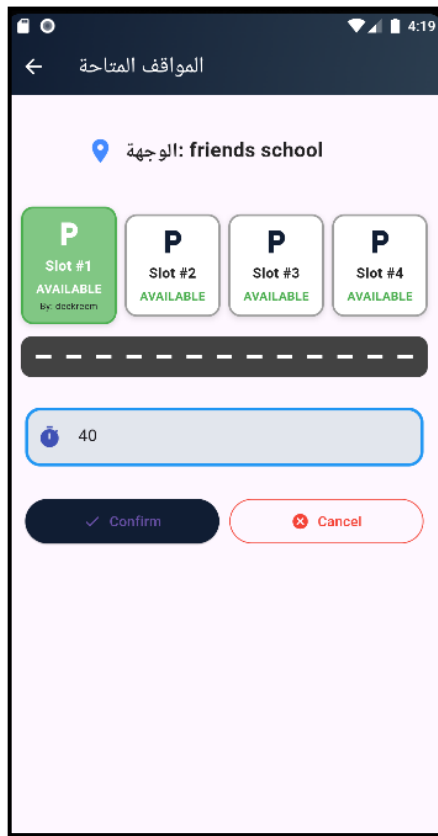 4:19
المواقف المتاحة
الوجهة: friends school
P P P P
Slot #1 Slot #2 Slot #3 Slot #4
AVAILABLE AVAILABLE AVAILABLE AVAILABLE
By: deekreem
40
Confirm Cancel